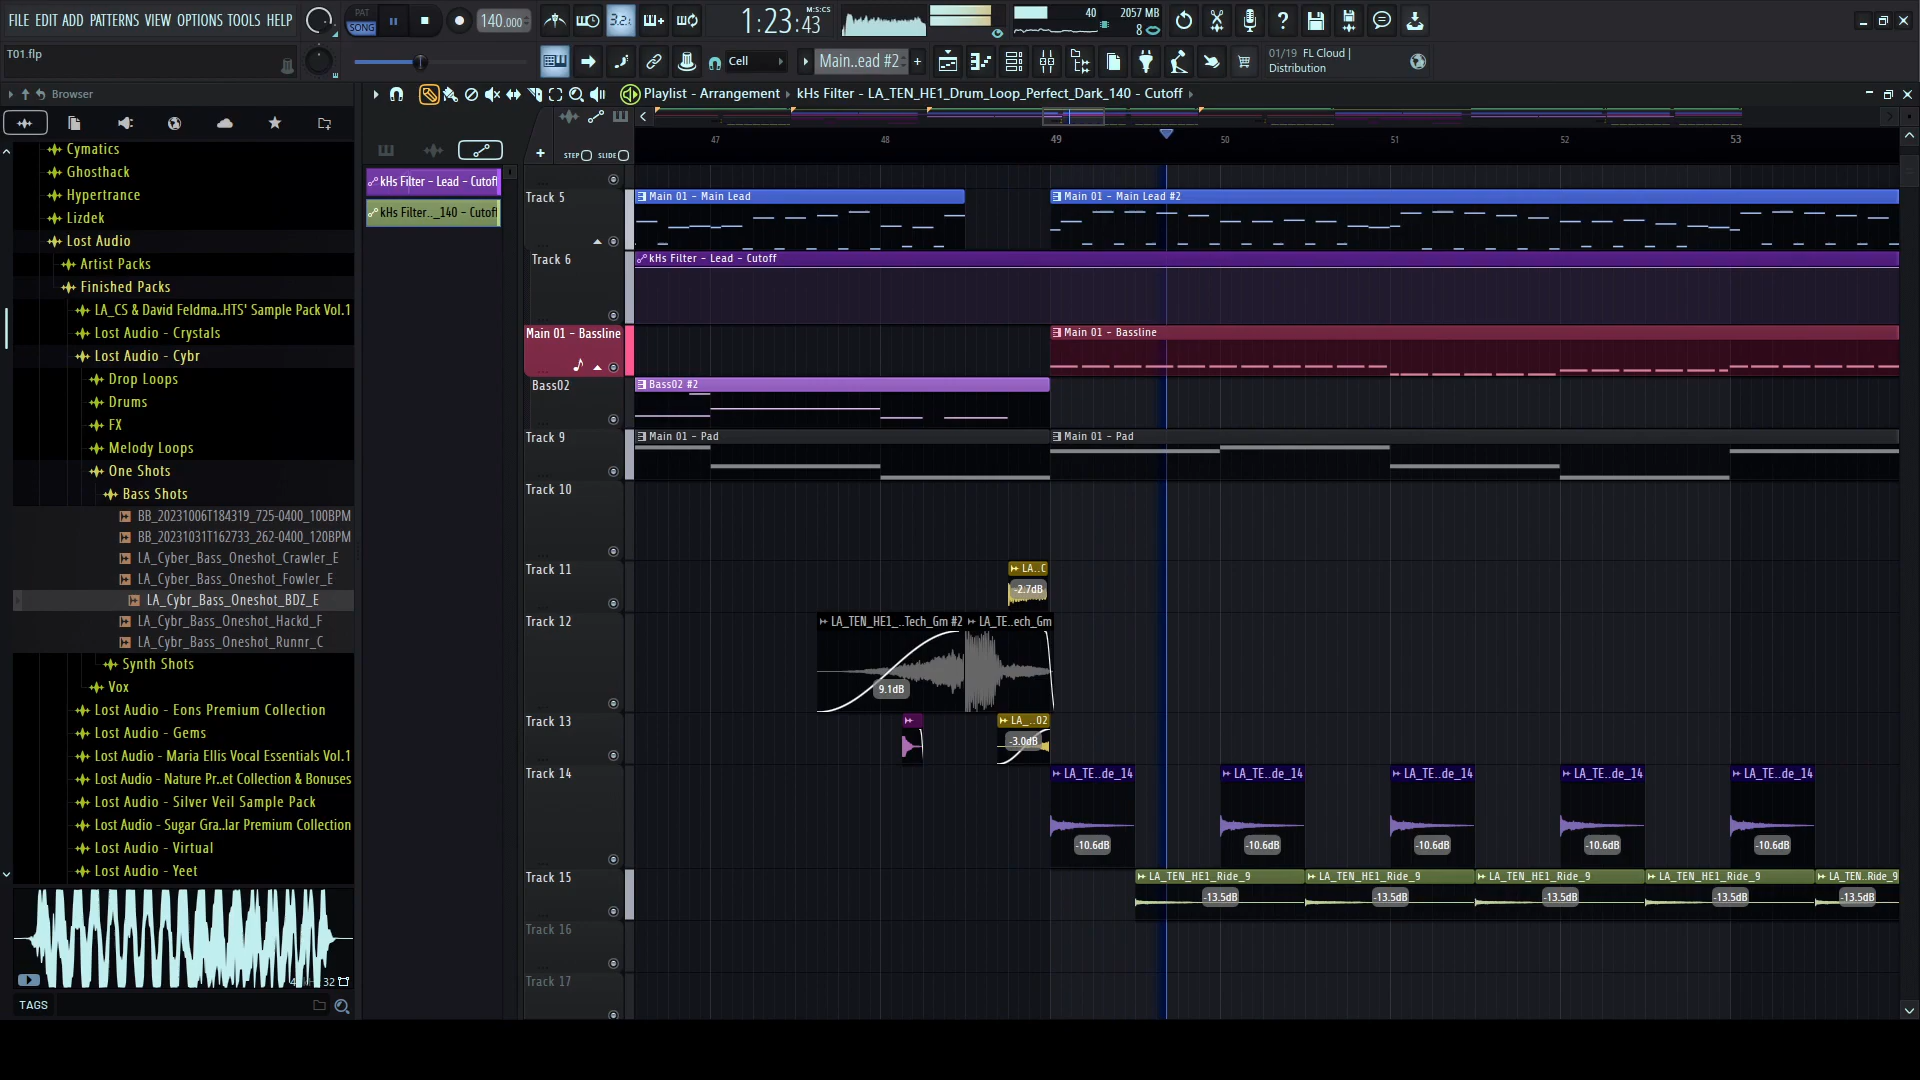 FILE EDIT ADD PATTERNS VIEW OPTIONS TOOLS HELP
PAT
SONG
140.000
3.2.
1:23:43
M:S:CS
40
2057 MB
8
T01.flp
Cell
Main..ead #2
01/19 FL Cloud |
Distribution
Browser
Playlist - Arrangement
kHs Filter - LA_TEN_HE1_Drum_Loop_Perfect_Dark_140 - Cutoff
STEP
SLIDE
47
48
49
50
51
52
53
kHs Filter - Lead - Cutoff
kHs Filter.._140 - Cutoff
Cymatics
Ghosthack
Hypertrance
Lizdek
Lost Audio
Artist Packs
Finished Packs
LA_CS & David Feldma..HTS' Sample Pack Vol.1
Lost Audio - Crystals
Lost Audio - Cybr
Drop Loops
Drums
FX
Melody Loops
One Shots
Bass Shots
BB_20231006T184319_725-0400_100BPM
BB_20231031T162733_262-0400_120BPM
LA_Cyber_Bass_Oneshot_Crawler_E
LA_Cyber_Bass_Oneshot_Fowler_E
LA_Cybr_Bass_Oneshot_BDZ_E
LA_Cybr_Bass_Oneshot_Hackd_F
LA_Cybr_Bass_Oneshot_Runnr_C
Synth Shots
Vox
Lost Audio - Eons Premium Collection
Lost Audio - Gems
Lost Audio - Maria Ellis Vocal Essentials Vol.1
Lost Audio - Nature Pr..et Collection & Bonuses
Lost Audio - Silver Veil Sample Pack
Lost Audio - Sugar Gra..lar Premium Collection
Lost Audio - Virtual
Lost Audio - Yeet
32
TAGS
Track 5
Main 01 - Main Lead
Main 01 - Main Lead #2
Track 6
kHs Filter - Lead - Cutoff
Main 01 - Bassline
Main 01 - Bassline
Bass02
Bass02 #2
Track 9
Main 01 - Pad
Main 01 - Pad
Track 10
Track 11
LA..C
-2.7dB
Track 12
LA_TEN_HE1_..Tech_Gm #2
LA_TE..ech_Gm
9.1dB
Track 13
LA_..02
-3.0dB
Track 14
LA_TE..de_14
LA_TE..de_14
LA_TE..de_14
LA_TE..de_14
LA_TE..de_14
-10.6dB
-10.6dB
-10.6dB
-10.6dB
-10.6dB
Track 15
LA_TEN_HE1_Ride_9
LA_TEN_HE1_Ride_9
LA_TEN_HE1_Ride_9
LA_TEN_HE1_Ride_9
LA_TEN..Ride_9
-13.5dB
-13.5dB
-13.5dB
-13.5dB
-13.5dB
Track 16
Track 17